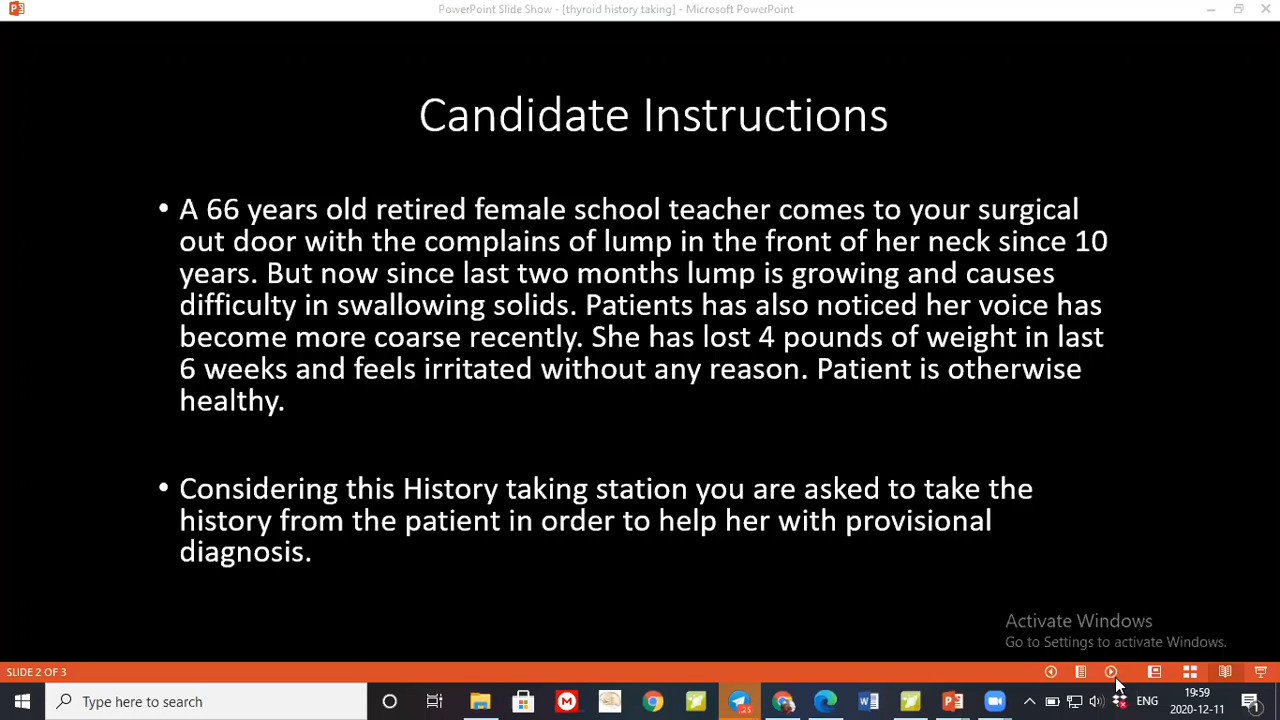 PowerPoint Slide Show - [thyroid history taking] - Microsoft PowerPoint
Candidate Instructions
• A 66 years old retired female school teacher comes to your surgical
out door with the complains of lump in the front of her neck since 10
years. But now since last two months lump is growing and causes
difficulty in swallowing solids. Patients has also noticed her voice has
become more coarse recently. She has lost 4 pounds of weight in last
6 weeks and feels irritated without any reason. Patient is otherwise
healthy.
• Considering this History taking station you are asked to take the
history from the patient in order to help her with provisional
diagnosis.
Activate Windows
Go to Settings to activate Windows.
SLIDE 2 OF 3
Type here to search
25
ENG
19:59
2020-12-11
1